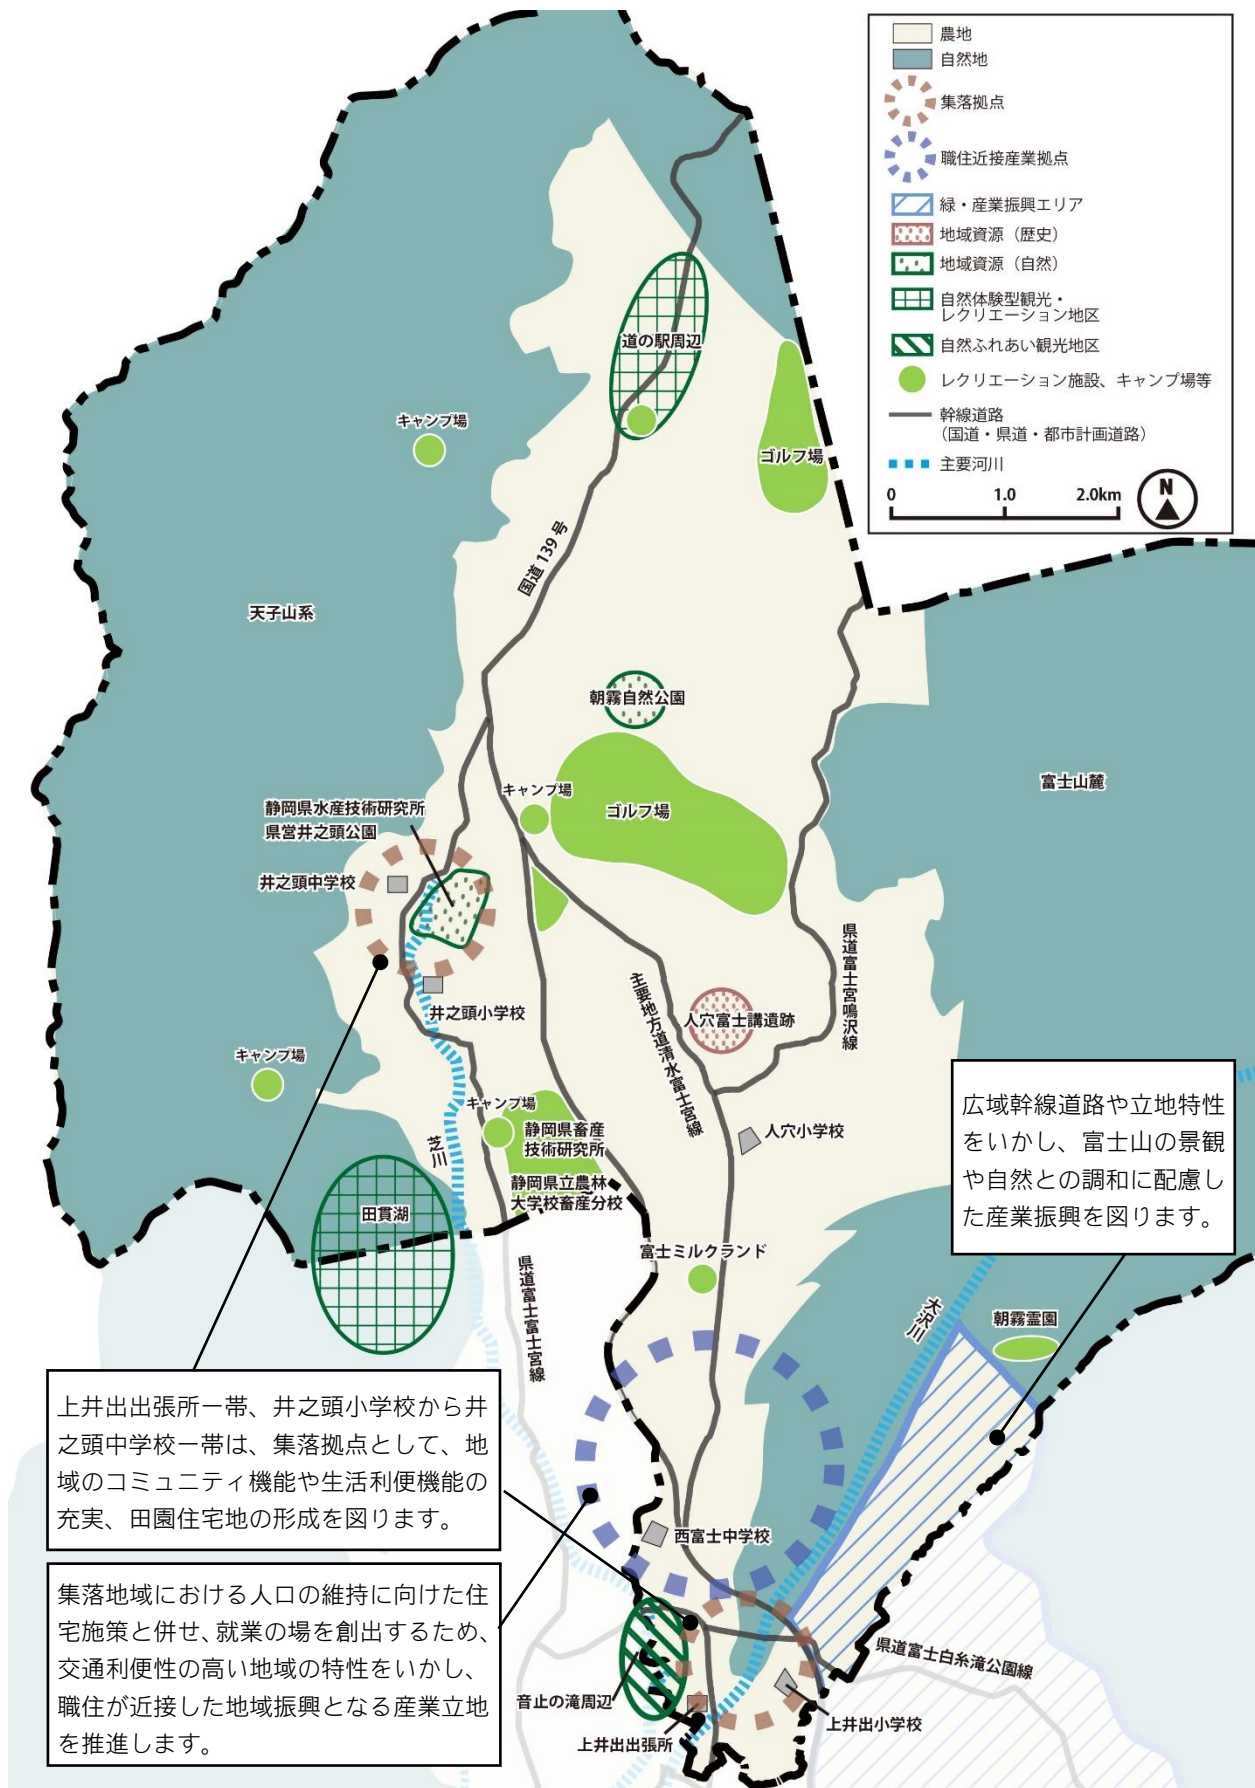 農地
自然地
集落拠点
職住近接産業拠点
緑・産業振興エリア
地域資源（歴史）
地域資源（自然）
自然体験型観光・
レクリエーション地区
自然ふれあい観光地区
レクリエーション施設、キャンプ場等
幹線道路
（国道・県道・都市計画道路）
主要河川
0 1.0 2.0km
N
道の駅周辺
キャンプ場
ゴルフ場
国道 139 号
天子山系
朝霧自然公園
富士山麓
キャンプ場
ゴルフ場
静岡県水産技術研究所
県営井之頭公園
井之頭中学校
井之頭小学校
県道富士宮鳴沢線
主要地方道清水富士宮線
人穴富士講遺跡
キャンプ場
キャンプ場
芝川
静岡県畜産
技術研究所
静岡県立農林
大学校畜産分校
人穴小学校
広域幹線道路や立地特性
をいかし、富士山の景観
や自然との調和に配慮し
た産業振興を図ります。
田貫湖
富士ミルクランド
県道富士富士宮線
大沢川
朝霧霊園
上井出出張所一帯、井之頭小学校から井
之頭中学校一帯は、集落拠点として、地
域のコミュニティ機能や生活利便機能の
充実、田園住宅地の形成を図ります。
西富士中学校
集落地域における人口の維持に向けた住
宅施策と併せ、就業の場を創出するため、
交通利便性の高い地域の特性をいかし、
職住が近接した地域振興となる産業立地
を推進します。
県道富士白糸滝公園線
音止の滝周辺
上井出出張所
上井出小学校